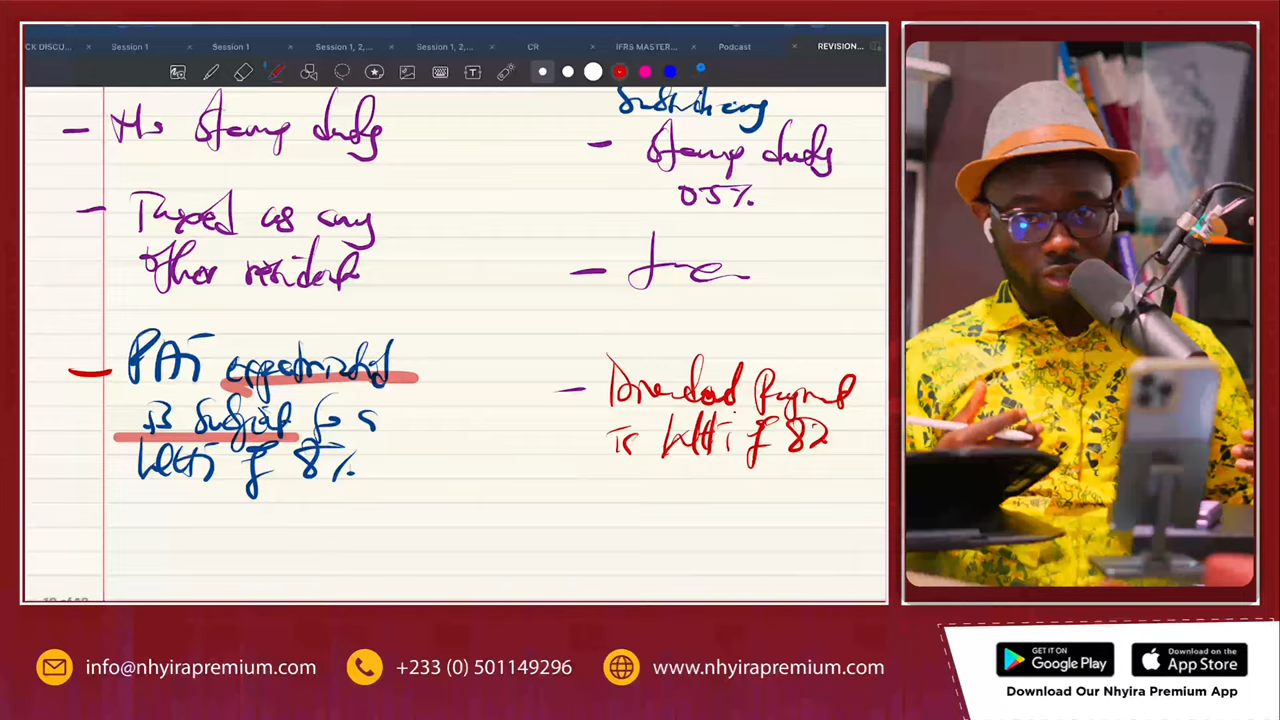 CK DISCU...
Session 1
Session 1
Session 1, 2,...
Session 1, 2,...
CR
IFRS MASTER...
Podcast
REVISION...
- No Stamp duty
- Taxed as any
other resident
- PAT
is subject to a
WHT of 8%
Subsidiary
- Stamp duty
0.5%
- Dividend Payment
is WHT of 8%
info@nhyirapremium.com
+233 (0) 501149296
www.nhyirapremium.com
GET IT ON
Google Play
Download on the
App Store
Download Our Nhyira Premium App